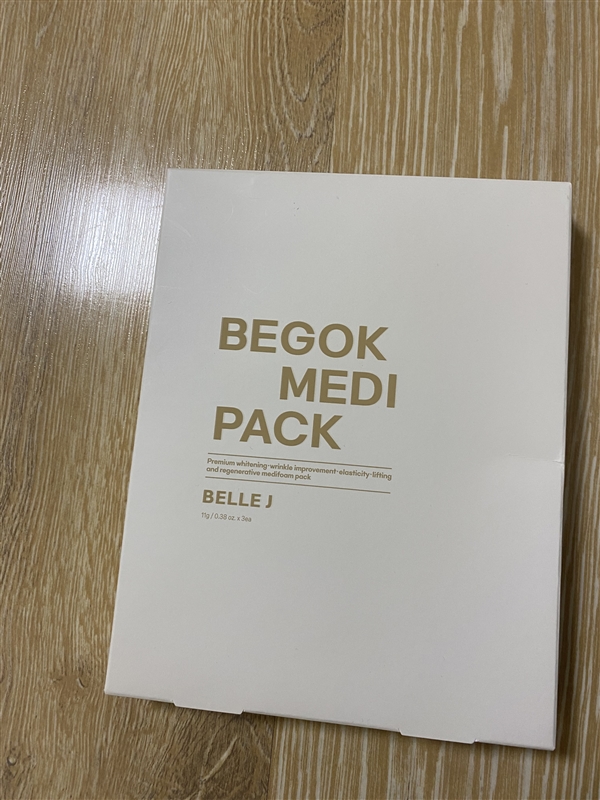 BEGOK
MEDI
PACK
Premium whitening·wrinkle improvement·elasticity·lifting
and regenerative medifoam pack
BELLE J
11g / 0.38 oz. x 3ea